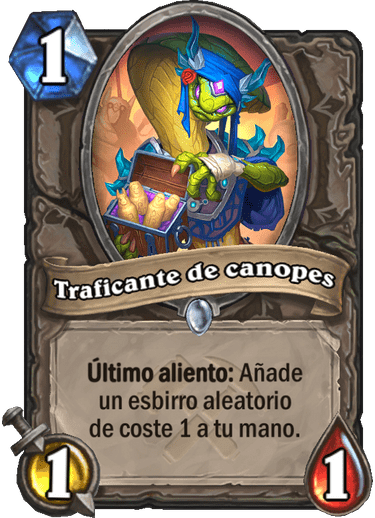 1
Traficante de canopes
Último aliento: Añade
un esbirro aleatorio
de coste 1 a tu mano.
1
1